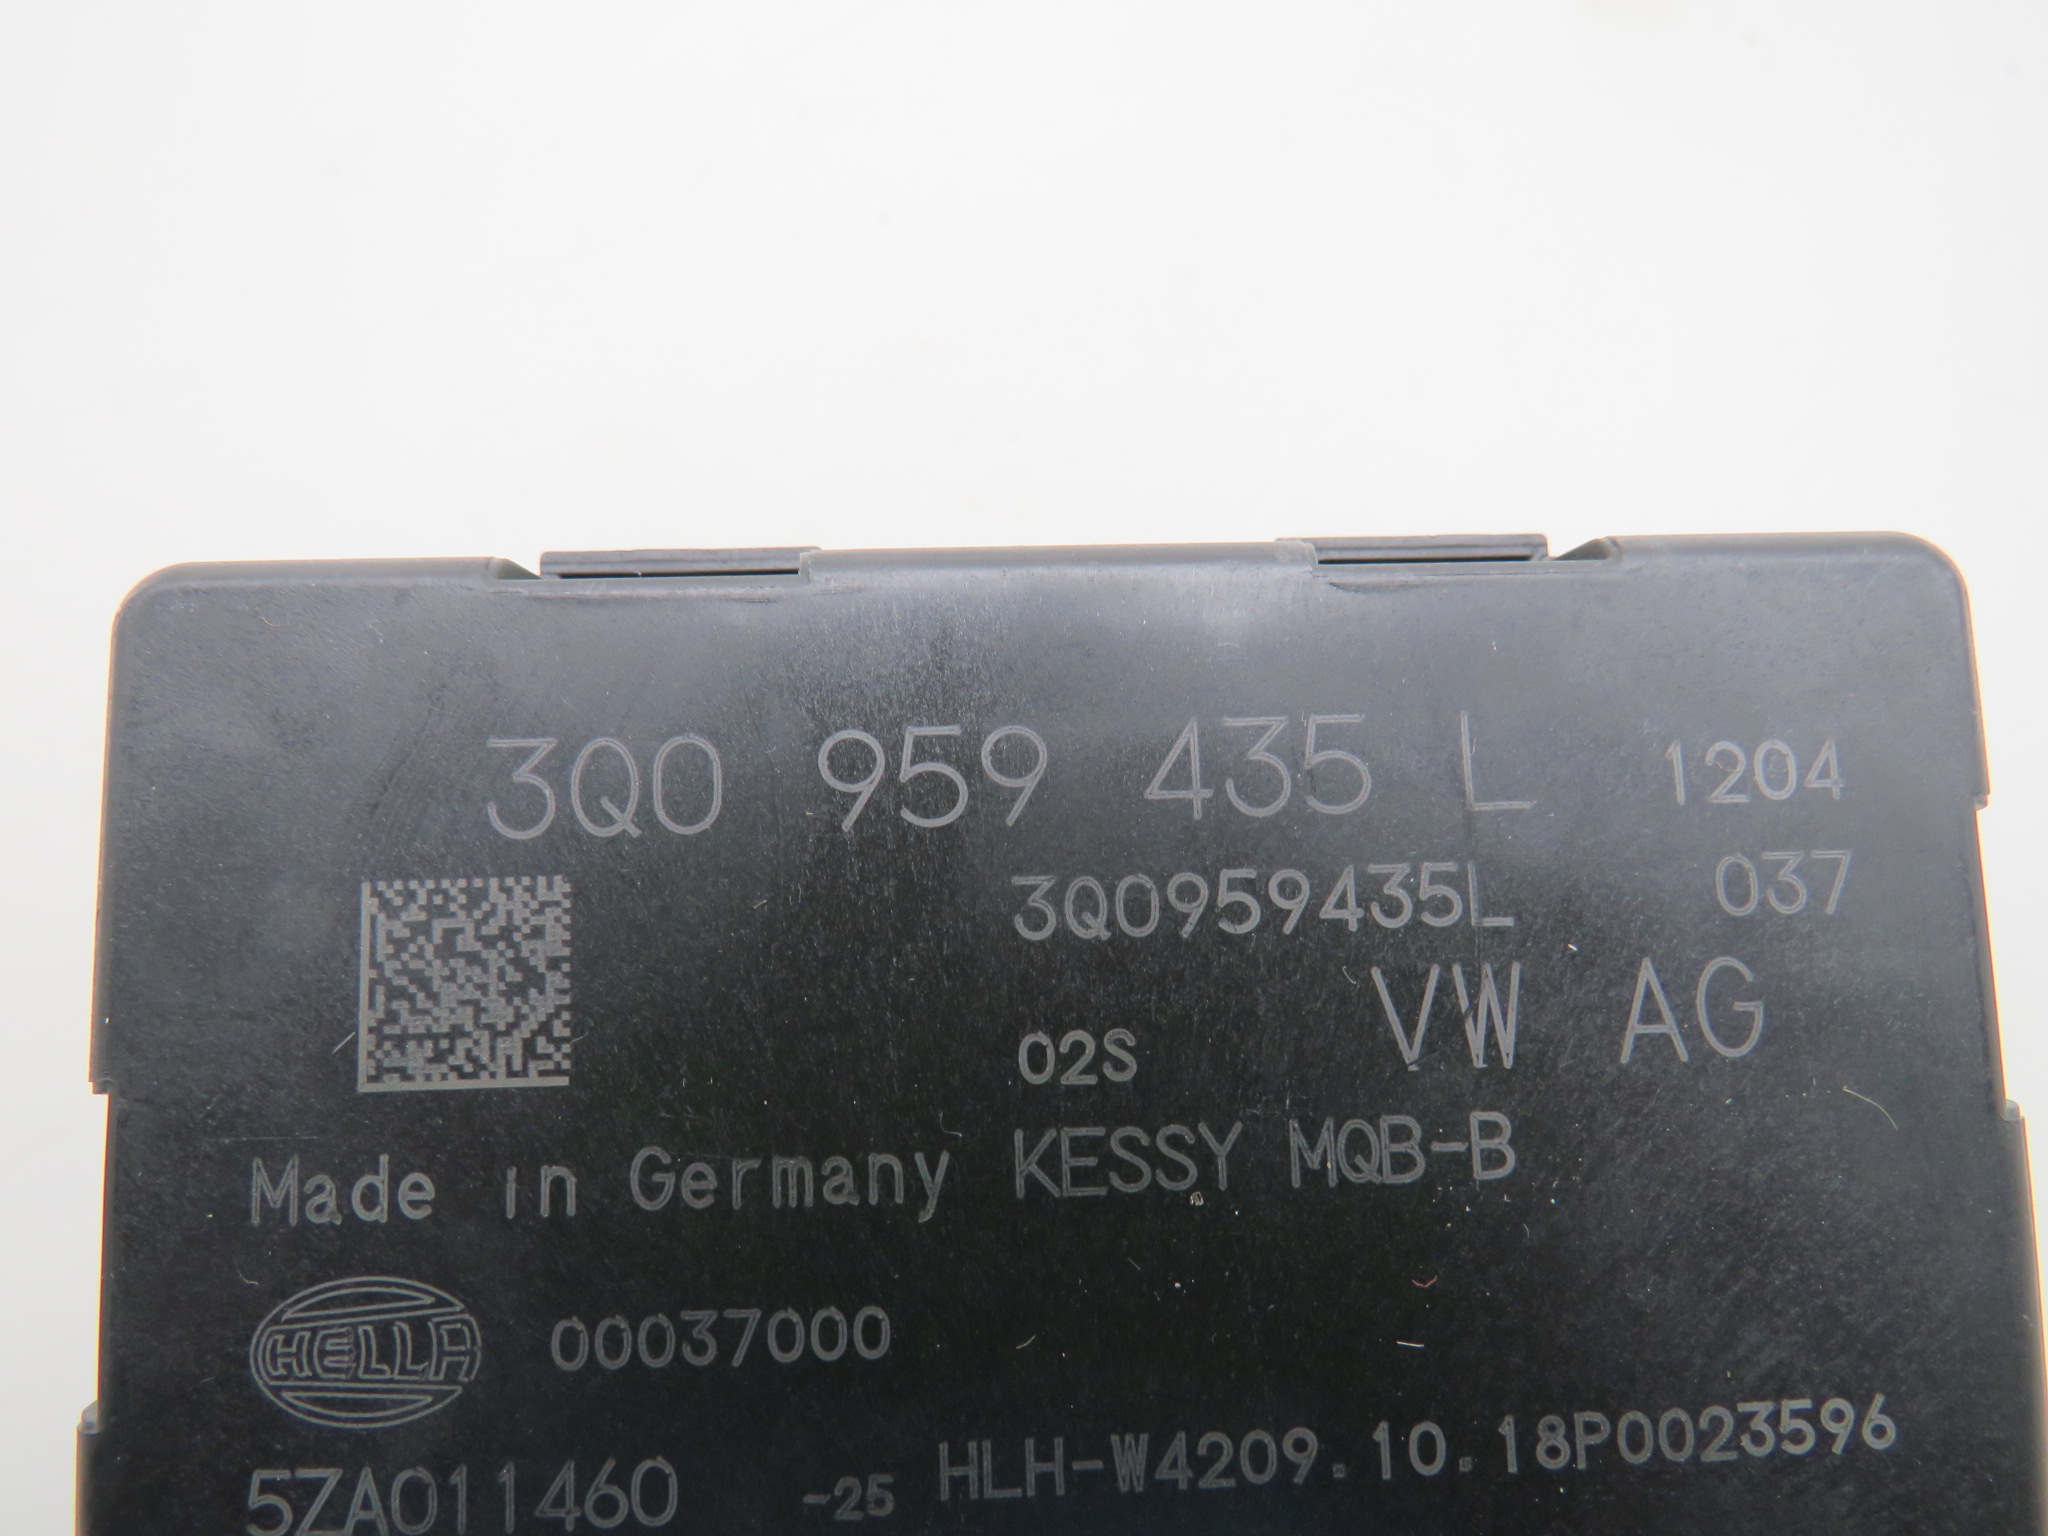 3Q0 959 435 L 1204
3Q0959435L 037
02S VW AG
Made in Germany KESSY MQB-B
HELLA 00037000
5ZA011460 -25 HLH-W4209.10.18P0023596